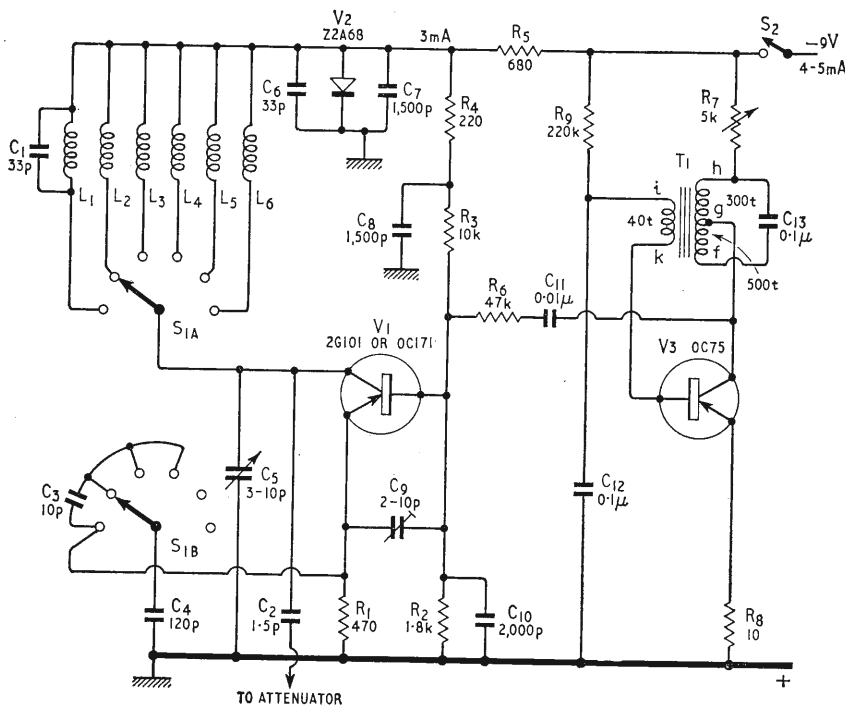 V2
Z2A68
3mA
R5
680
S2
−9V
4-5mA
C6
33p
C7
1,500p
R4
220
R9
220k
R7
5k
C1
33p
L1
L2
L3
L4
L5
L6
T1
h
i
300t
g
40t
C13
0·1μ
k
f
500t
C8
1,500p
R3
10k
S1A
R6
47k
C11
0·01μ
V1
2G101 OR OC171
V3 OC75
C5
3-10p
C3
10p
C9
2-10p
C12
0·1μ
S1B
C4
120p
C2
1·5p
R1
470
R2
1·8k
C10
2,000p
R8
10
+
TO ATTENUATOR